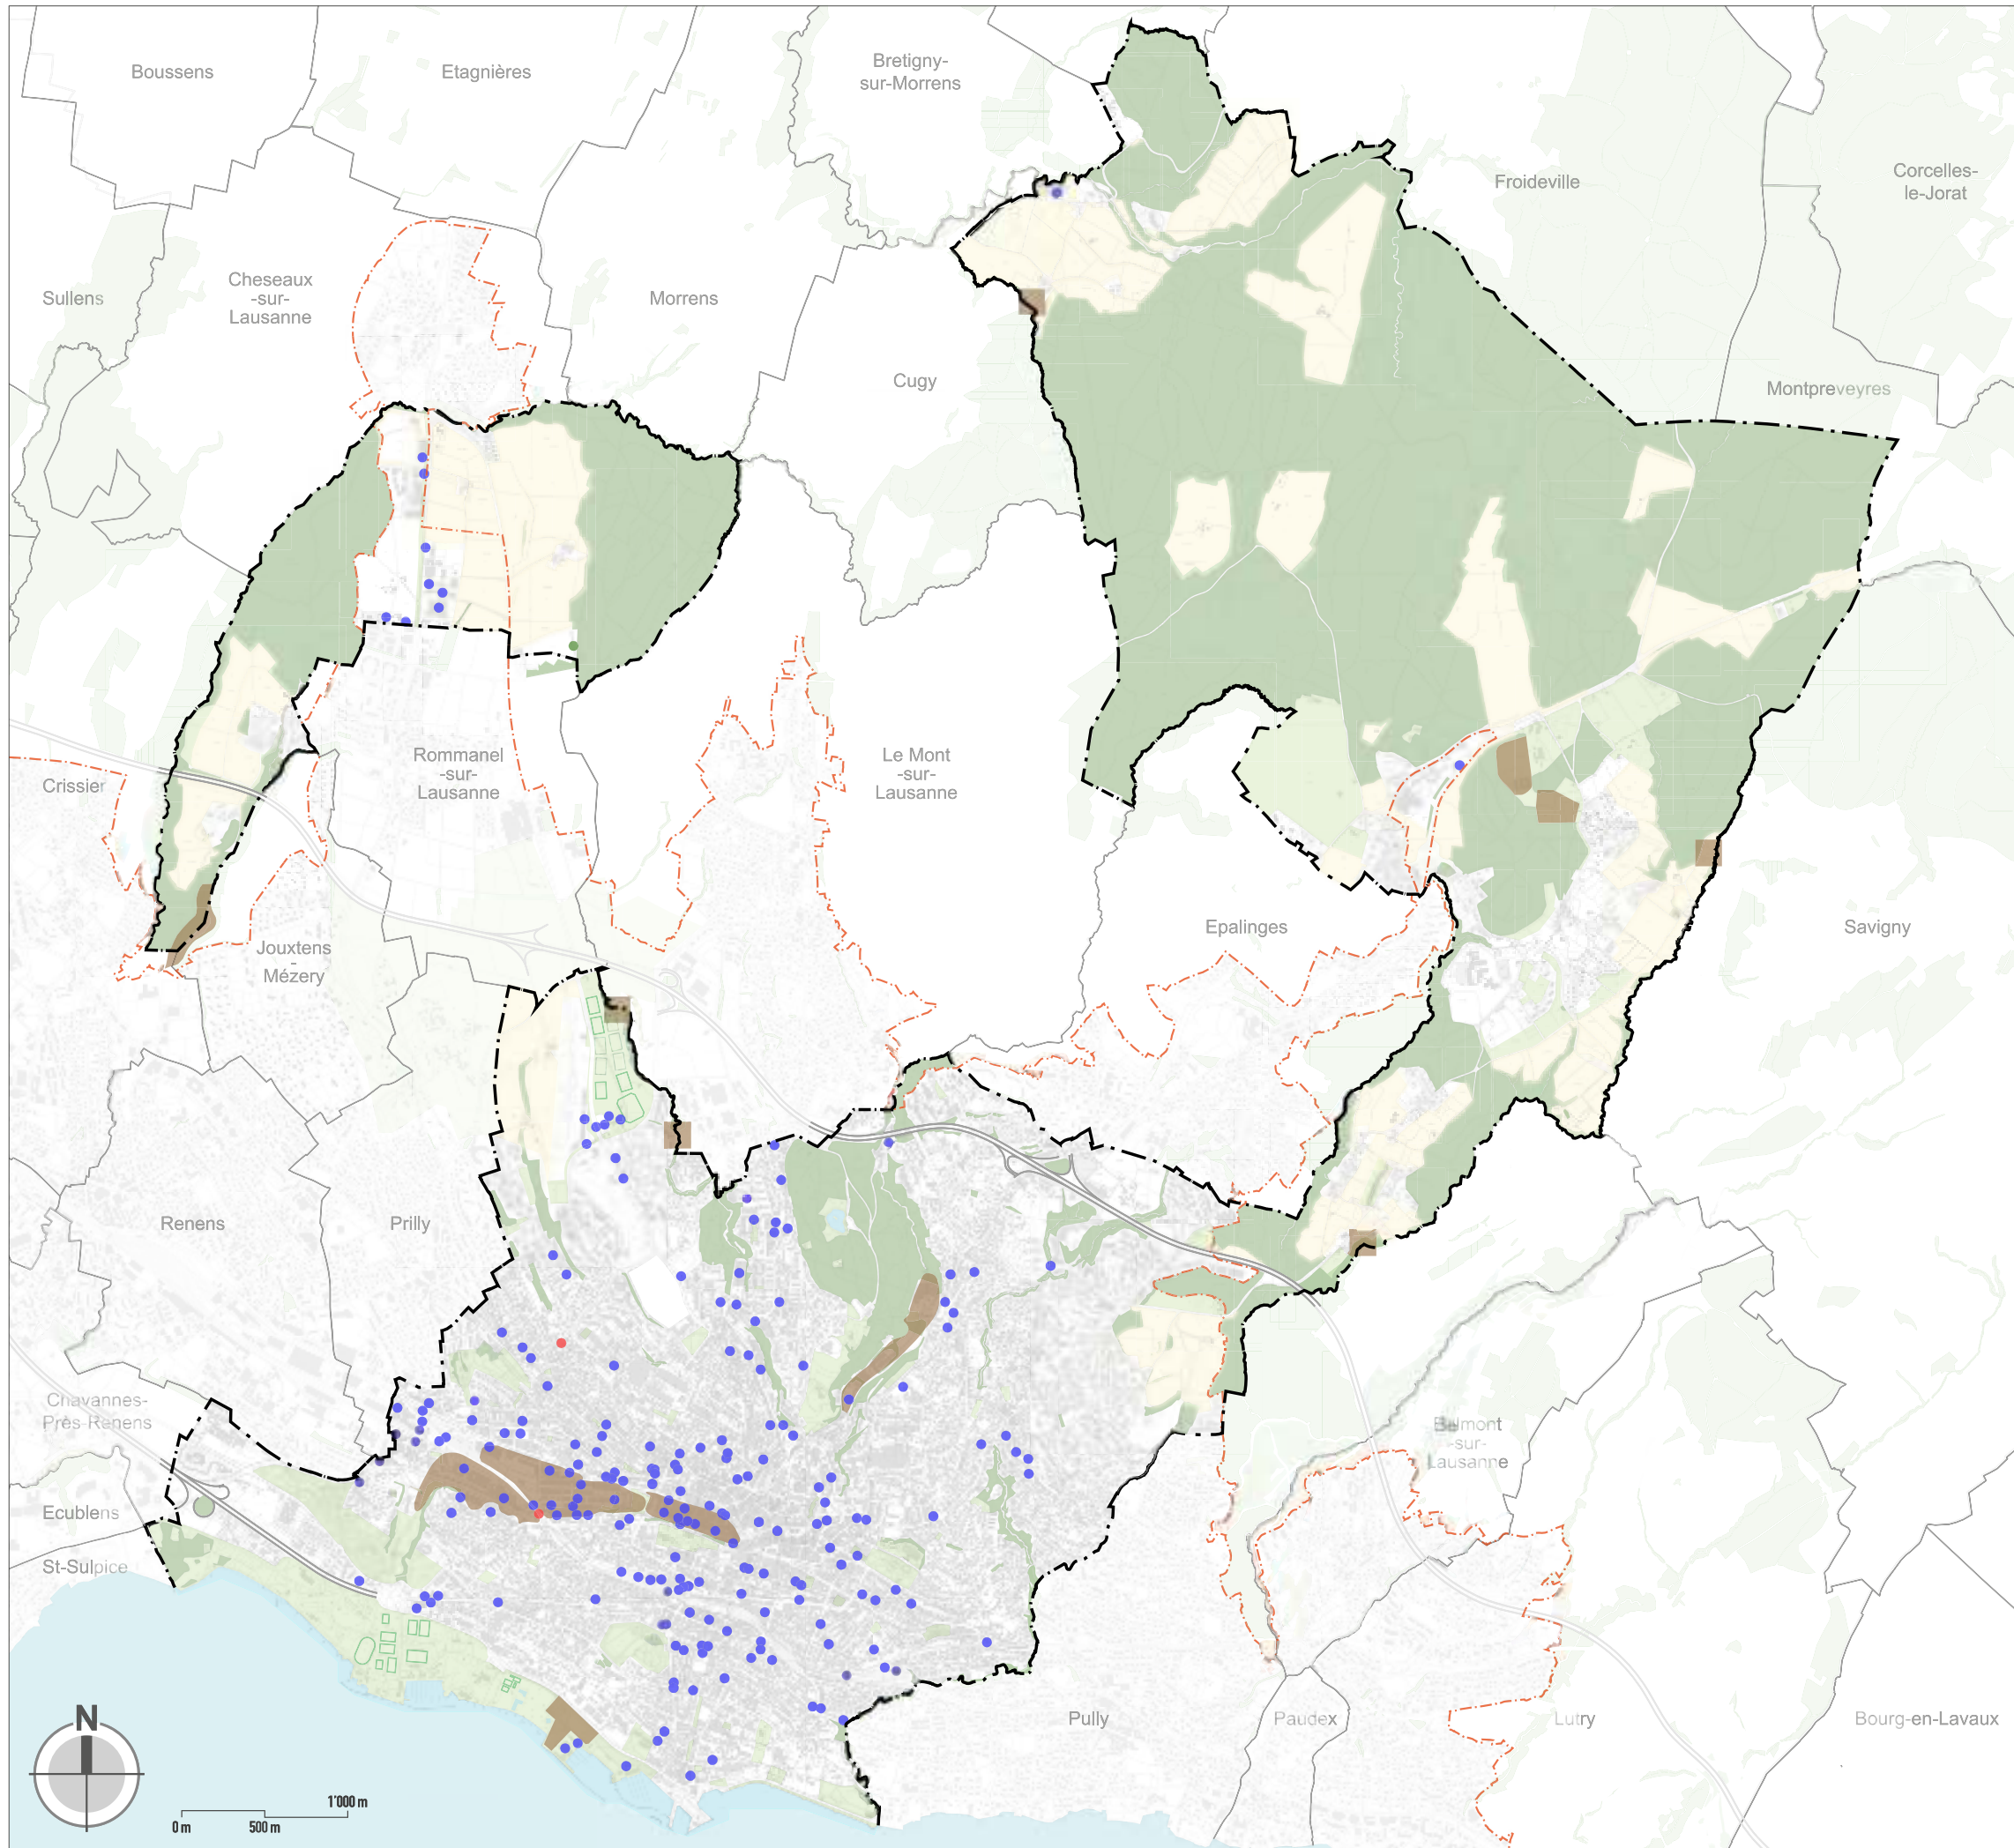 Boussens
Etagnières
Bretigny-
sur-Morrens
Froideville
Corcelles-
le-Jorat
Cheseaux
-sur-
Lausanne
Sullens
Morrens
Cugy
Montpreveyres
Crissier
Rommanel
-sur-
Lausanne
Le Mont
-sur-
Lausanne
Jouxtens
-
Mézery
Epalinges
Savigny
Renens
Prilly
Chavannes-
Près-Renens
Belmont
-sur-
Lausanne
Ecublens
St-Sulpice
Pully
Paudex
Lutry
Bourg-en-Lavaux
N
1'000 m
0 m
500 m